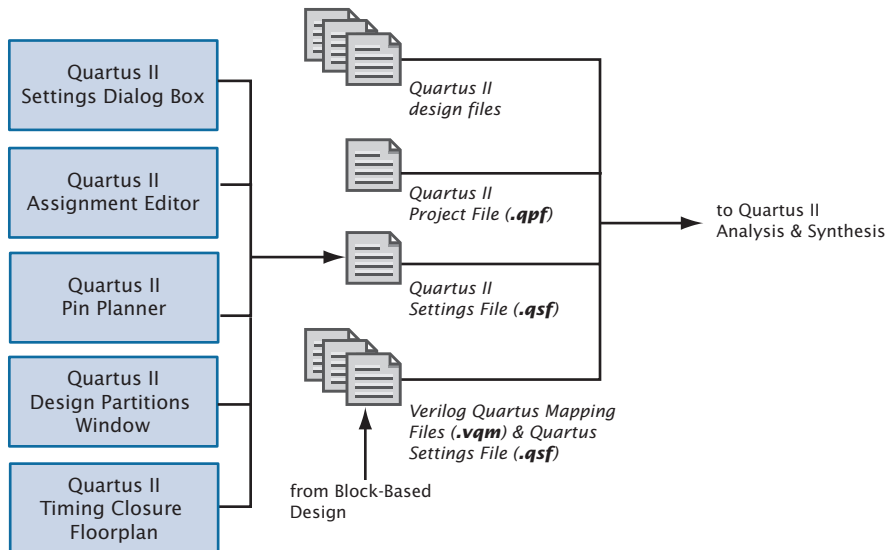 Quartus II
Settings Dialog Box
Quartus II
Assignment Editor
Quartus II
Pin Planner
Quartus II
Design Partitions
Window
Quartus II
Timing Closure
Floorplan
Quartus II
design files
Quartus II
Project File (.qpf)
Quartus II
Settings File (.qsf)
Verilog Quartus Mapping
Files (.vqm) & Quartus
Settings File (.qsf)
from Block-Based
Design
to Quartus II
Analysis & Synthesis